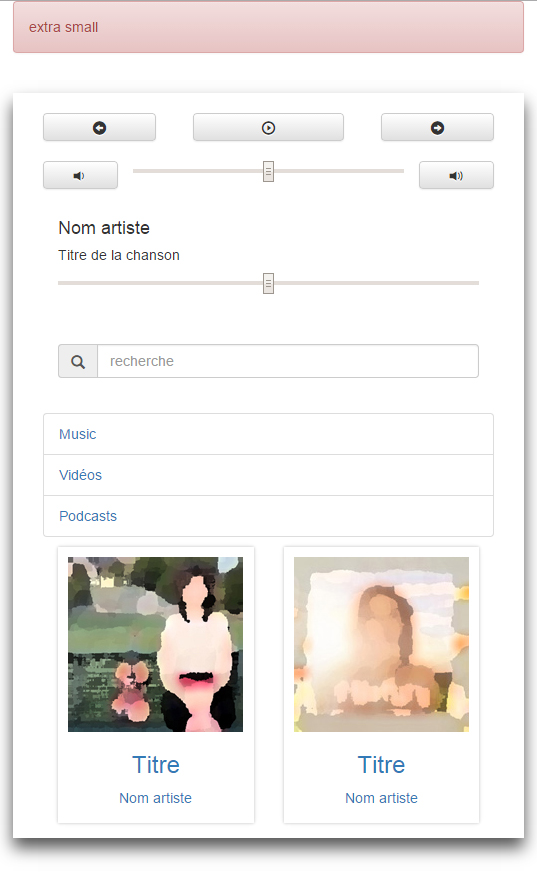 extra small
Nom artiste
Titre de la chanson
recherche
Music
Vidéos
Podcasts
Titre
Nom artiste
Titre
Nom artiste